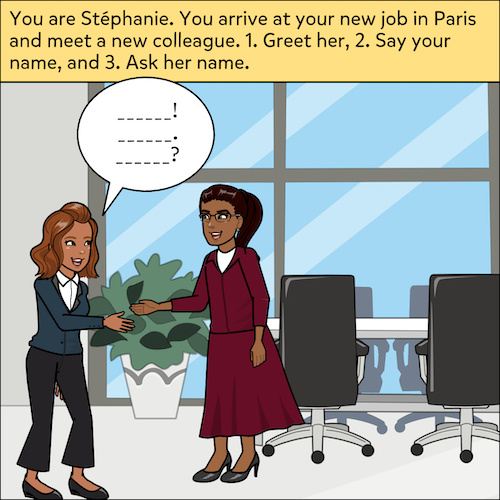 You are Stéphanie. You arrive at your new job in Paris
and meet a new colleague. 1. Greet her, 2. Say your
name, and 3. Ask her name.
______!
______.
______?